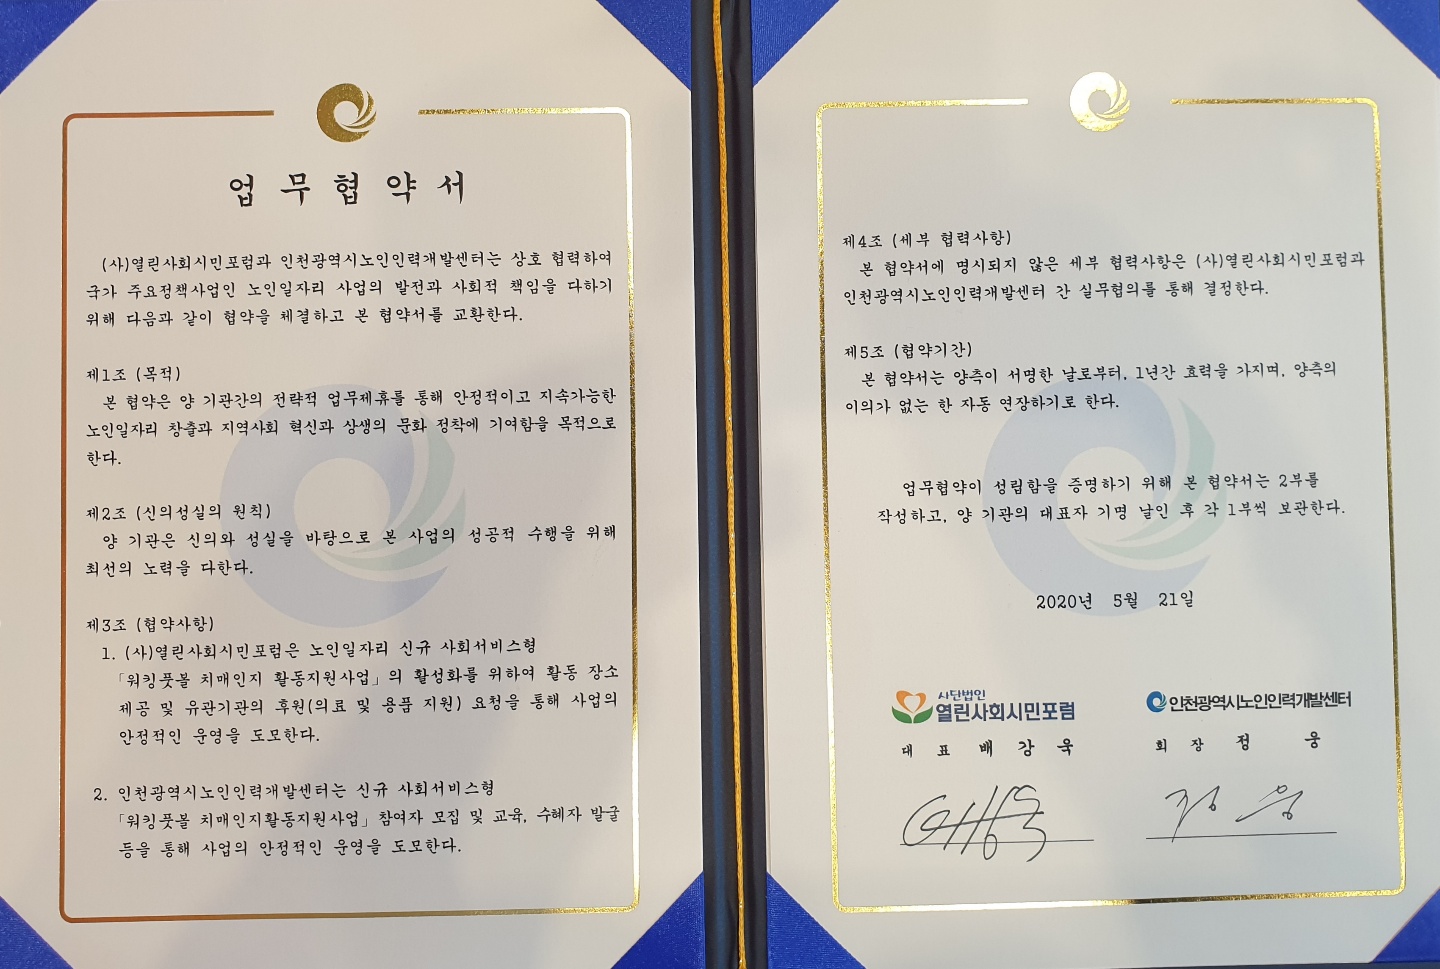 업무협약서
(사)열린사회시민포럼과 인천광역시노인인력개발센터는 상호 협력하여
국가 주요정책사업인 노인일자리 사업의 발전과 사회적 책임을 다하기
위해 다음과 같이 협약을 체결하고 본 협약서를 교환한다.
제1조 (목적)
본 협약은 양 기관간의 전략적 업무제휴를 통해 안정적이고 지속가능한
노인일자리 창출과 지역사회 혁신과 상생의 문화 정착에 기여함을 목적으로
한다.
제2조 (신의성실의 원칙)
양 기관은 신의와 성실을 바탕으로 본 사업의 성공적 수행을 위해
최선의 노력을 다한다.
제3조 (협약사항)
1. (사)열린사회시민포럼은 노인일자리 신규 사회서비스형
「워킹풋볼 치매인지 활동지원사업」의 활성화를 위하여 활동 장소
제공 및 유관기관의 후원(의료 및 용품 지원) 요청을 통해 사업의
안정적인 운영을 도모한다.
2. 인천광역시노인인력개발센터는 신규 사회서비스형
「워킹풋볼 치매인지활동지원사업」 참여자 모집 및 교육, 수혜자 발굴
등을 통해 사업의 안정적인 운영을 도모한다.
제4조 (세부 협력사항)
본 협약서에 명시되지 않은 세부 협력사항은 (사)열린사회시민포럼과
인천광역시노인인력개발센터 간 실무협의를 통해 결정한다.
제5조 (협약기간)
본 협약서는 양측이 서명한 날로부터, 1년간 효력을 가지며, 양측의
이의가 없는 한 자동 연장하기로 한다.
업무협약이 성립함을 증명하기 위해 본 협약서는 2부를
작성하고, 양 기관의 대표자 기명 날인 후 각 1부씩 보관한다.
2020년 5월 21일
사단법인
열린사회시민포럼
대 표 배 강 욱
인천광역시노인인력개발센터
회 장 정 웅
정 웅